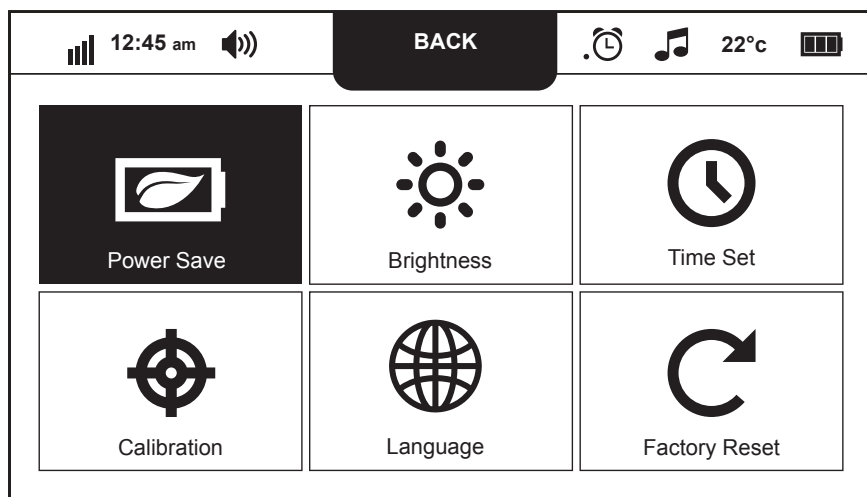 12:45 am
BACK
22°c
Power Save
Brightness
Time Set
Calibration
Language
Factory Reset